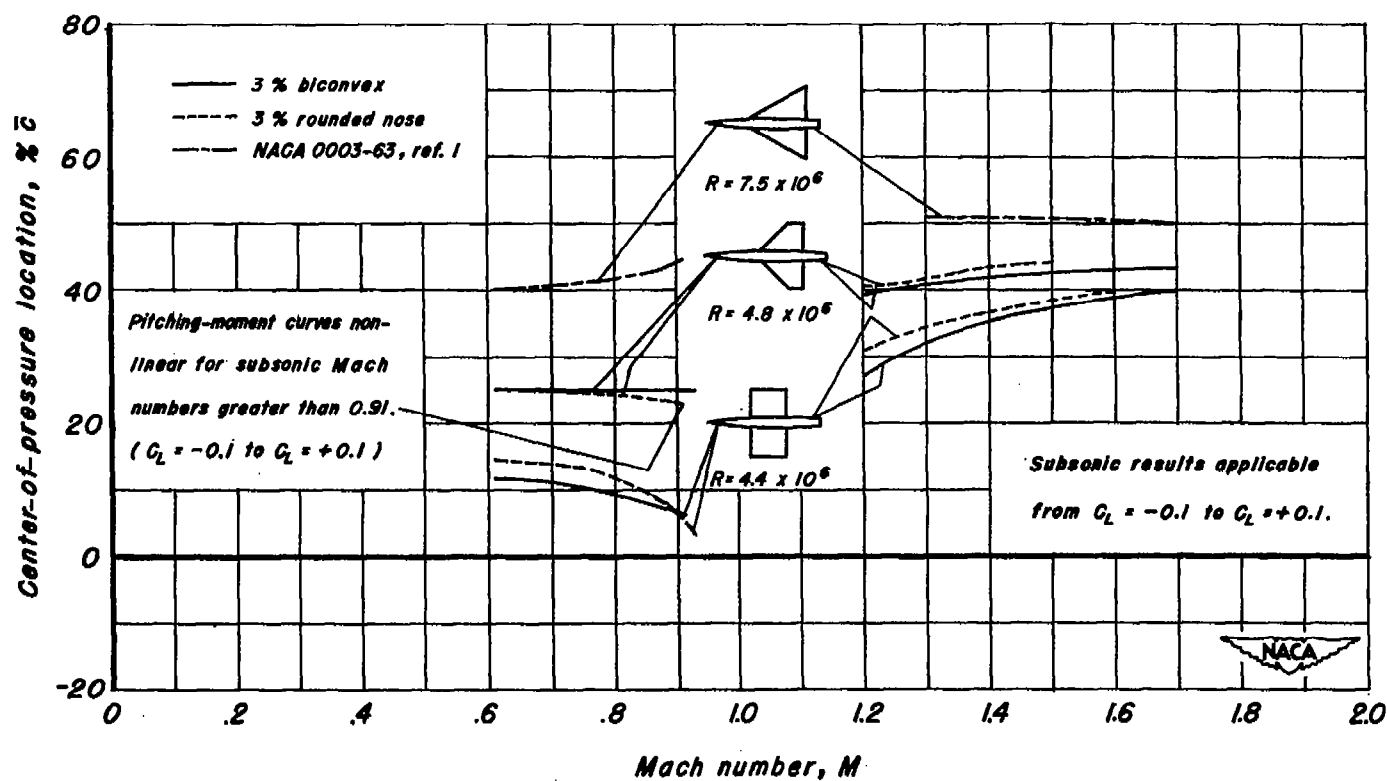 80
60
40
20
0
-20
Center-of-pressure location, % c̅
3 % biconvex
3 % rounded nose
NACA 0003-63, ref. 1
R = 7.5 x 10⁶
R = 4.8 x 10⁶
R = 4.4 x 10⁶
Pitching-moment curves non-
linear for subsonic Mach
numbers greater than 0.91.
( C_L = -0.1 to C_L = +0.1 )
Subsonic results applicable
from C_L = -0.1 to C_L = +0.1.
NACA
0 .2 .4 .6 .8 1.0 1.2 1.4 1.6 1.8 2.0
Mach number, M